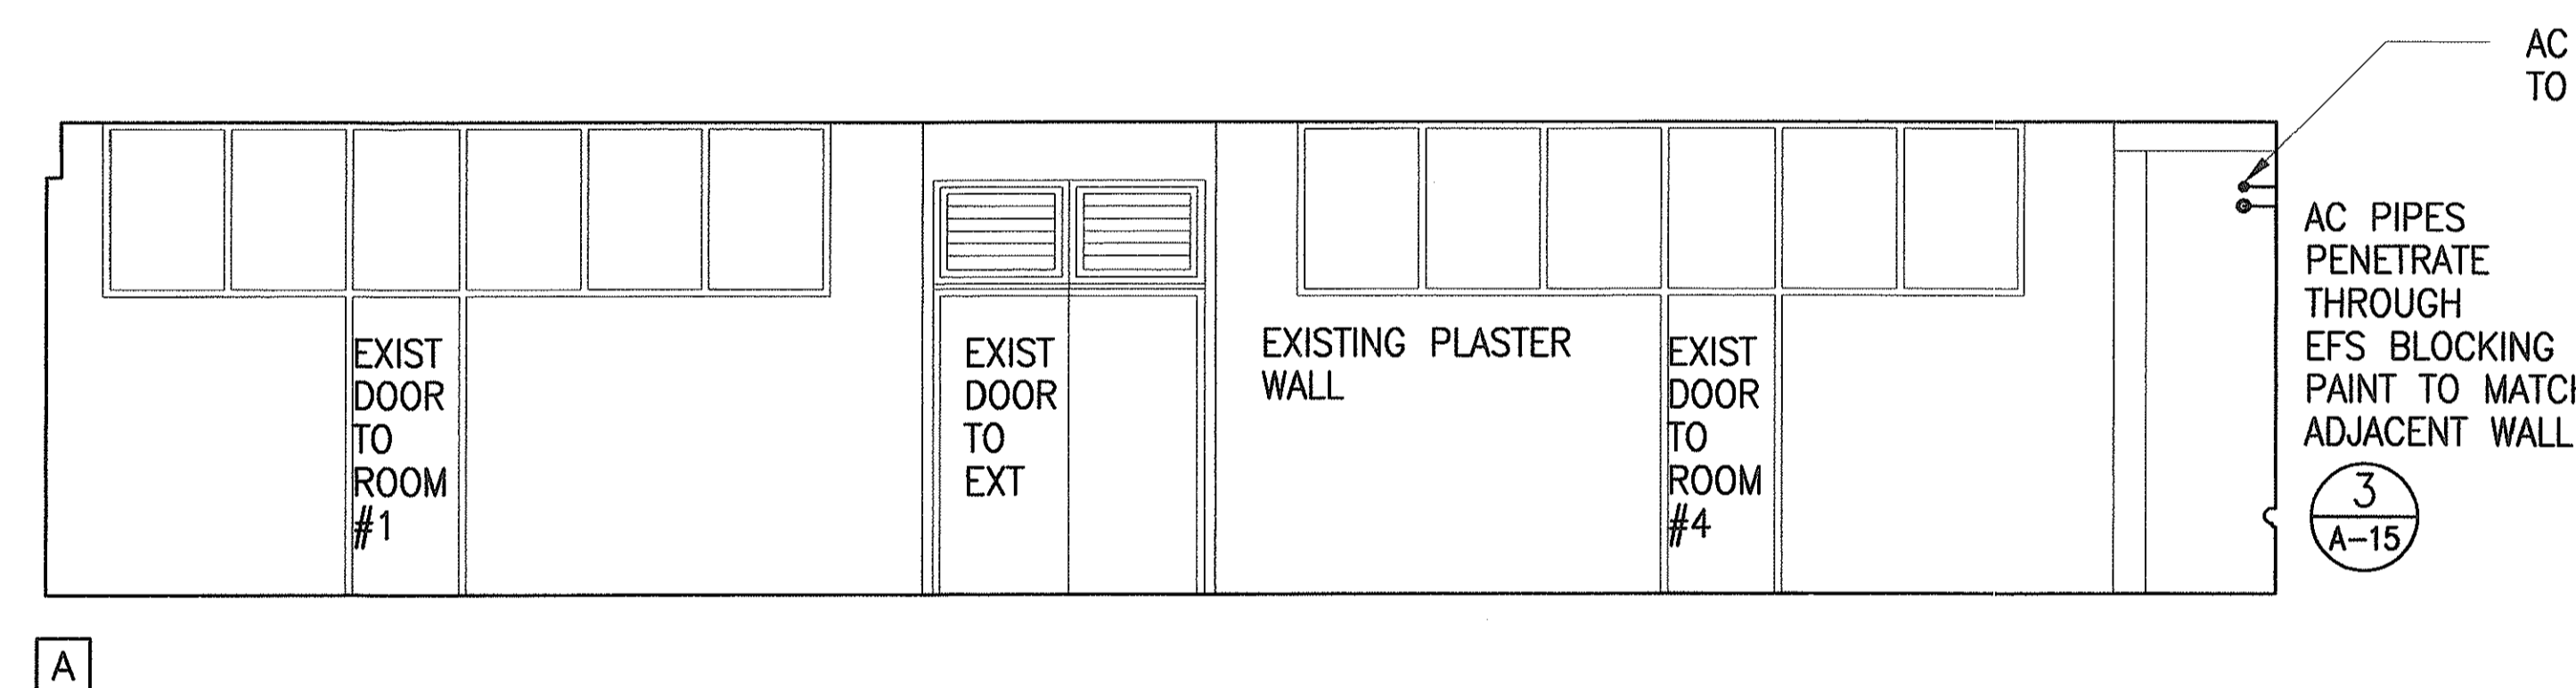 AC
TO
AC PIPES
PENETRATE
THROUGH
EFS BLOCKING
PAINT TO MATCH
ADJACENT WALL
EXIST
DOOR
TO
ROOM
#1
EXIST
DOOR
TO
EXT
EXISTING PLASTER
WALL
EXIST
DOOR
TO
ROOM
#4
3
A-15
A